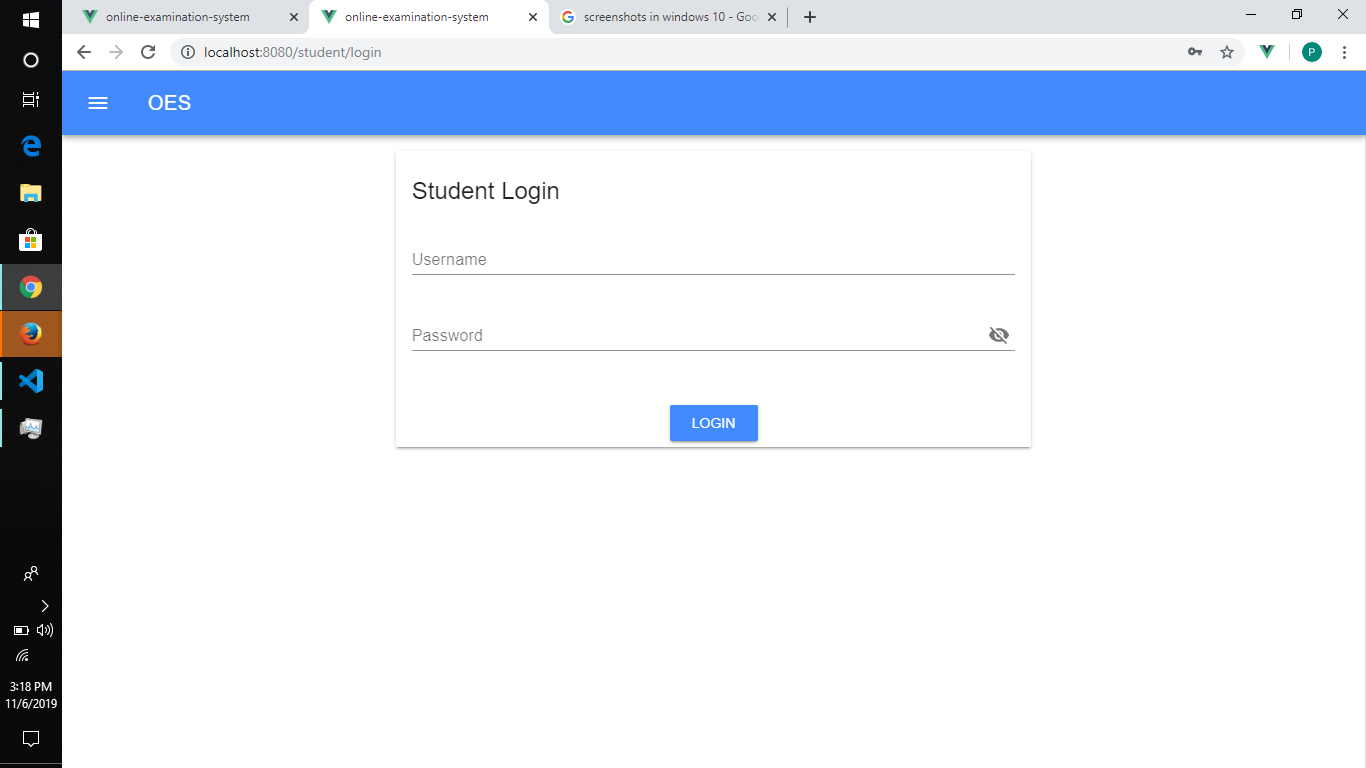 online-examination-system
online-examination-system
screenshots in windows 10 - Goo
localhost:8080/student/login
P
OES
Student Login
Username
Password
LOGIN
3:18 PM
11/6/2019